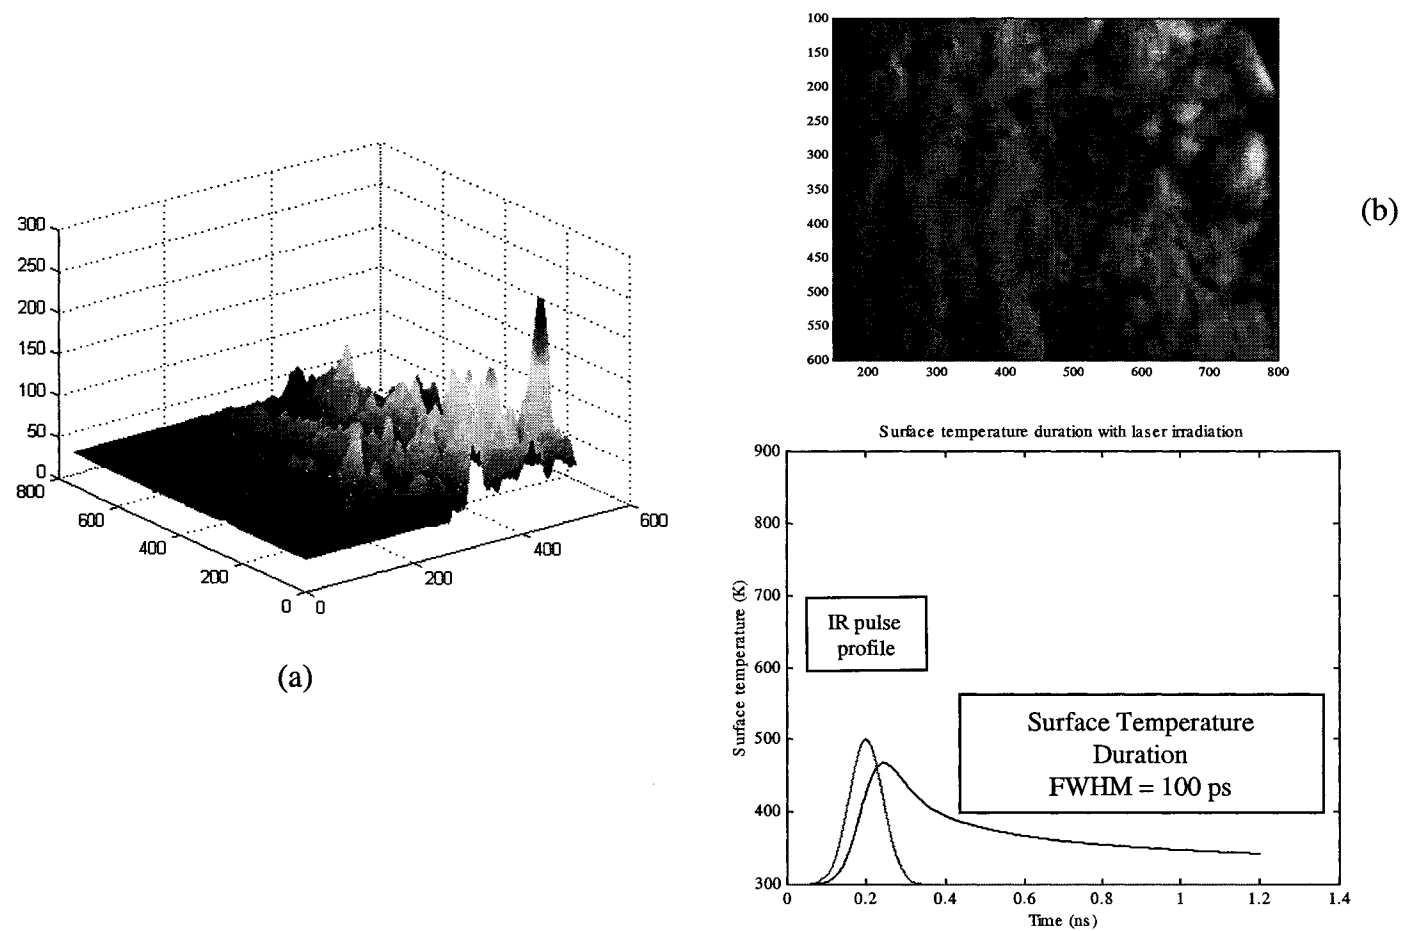 300
250
200
150
100
50
0
800
600
400
200
0
0
200
400
600
(a)
100
150
200
250
300
350
400
450
500
550
600
200 300 400 500 600 700 800
(b)
Surface temperature duration with laser irradiation
900
800
700
600
500
400
300
Surface temperature (K)
IR pulse
profile
Surface Temperature
Duration
FWHM = 100 ps
0 0.2 0.4 0.6 0.8 1 1.2 1.4
Time (ns)